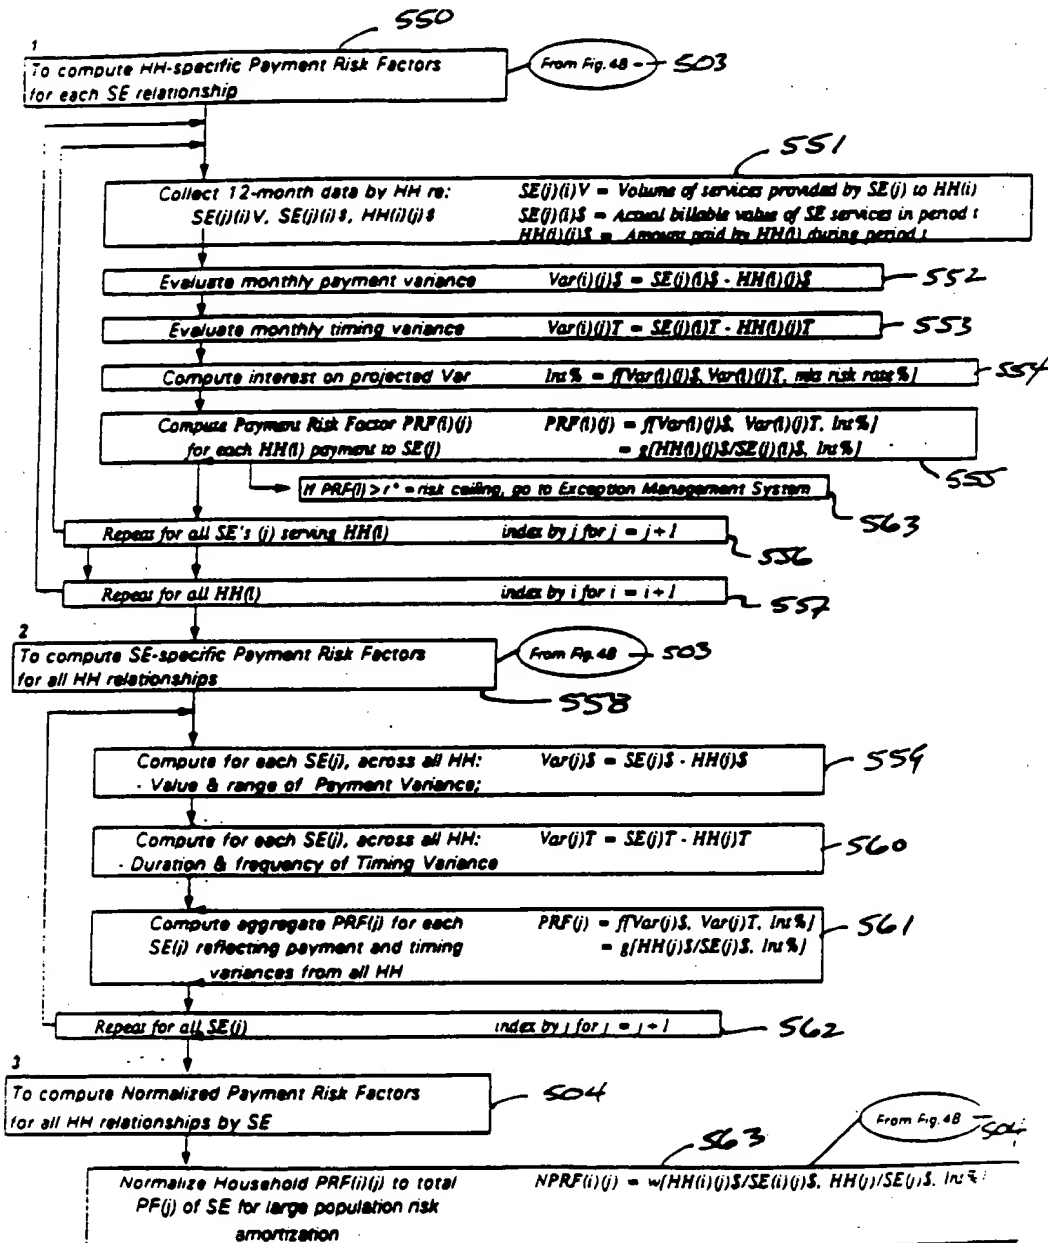 550
1
To compute HH-specific Payment Risk Factors
for each SE relationship
From Fig. 4B
503
551
Collect 12-month data by HH re: SE(j)(i)V = Volume of services provided by SE(j) to HH(i)
SE(j)(i)V, SE(j)(i)$, HH(i)(j)$ SE(j)(i)$ = Actual billable value of SE services in period t
HH(i)(j)$ = Amount paid by HH(i) during period t
Evaluate monthly payment variance Var(i)(j)$ = SE(j)(i)$ - HH(i)(j)$
552
Evaluate monthly timing variance Var(i)(j)T = SE(j)(i)T - HH(i)(j)T
553
Compute interest on projected Var Int% = f[Var(i)(j)$, Var(i)(j)T, mkt risk rate%]
554
Compute Payment Risk Factor PRF(i)(j) PRF(i)(j) = f[Var(i)(j)$, Var(i)(j)T, Int%]
for each HH(i) payment to SE(j) = g[HH(i)(j)$/SE(j)(i)$, Int%]
555
If PRF(i) > r* = risk ceiling, go to Exception Management System
563
Repeat for all SE's (j) serving HH(i) index by j for j = j + 1
556
Repeat for all HH(i) index by i for i = i + 1
557
2
To compute SE-specific Payment Risk Factors
for all HH relationships
From Fig. 4B
503
558
Compute for each SE(j), across all HH: Var(j)$ = SE(j)$ - HH(j)$
- Value & range of Payment Variance;
559
Compute for each SE(j), across all HH: Var(j)T = SE(j)T - HH(j)T
- Duration & frequency of Timing Variance
560
Compute aggregate PRF(j) for each PRF(j) = f[Var(j)$, Var(j)T, Int%]
SE(j) reflecting payment and timing = g[HH(j)$/SE(j)$, Int%]
variances from all HH
561
Repeat for all SE(j) index by j for j = j + 1
562
3
To compute Normalized Payment Risk Factors
for all HH relationships by SE
504
From Fig. 4B
563
Normalize Household PRF(i)(j) to total NPRF(i)(j) = w[HH(i)(j)$/SE(i)(j)$, HH(j)/SE(j)$, Int%
PF(j) of SE for large population risk
amortization